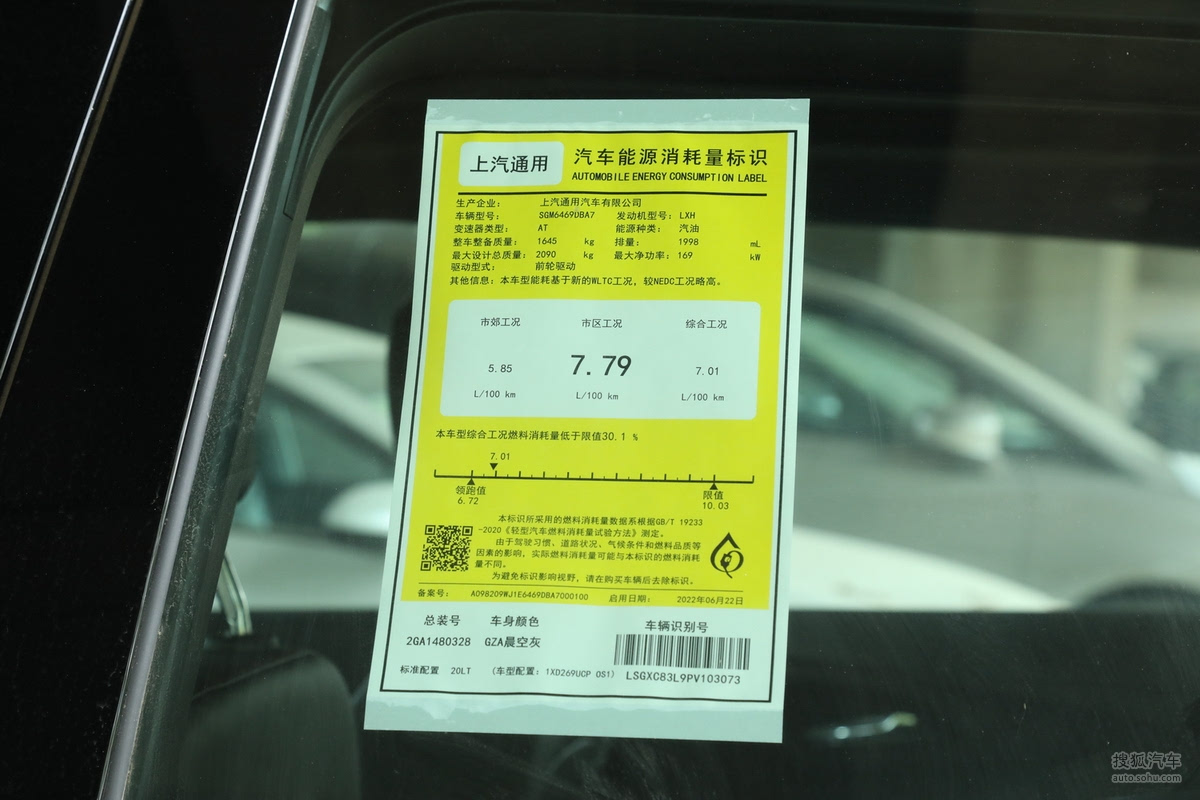 上汽通用
汽车能源消耗量标识
AUTOMOBILE ENERGY CONSUMPTION LABEL
生产企业： 上汽通用汽车有限公司
车辆型号： SGM6469DBA7 发动机型号： LXH
变速器类型： AT 能源种类： 汽油
整车整备质量： 1645 kg 排量： 1998 mL
最大设计总质量： 2090 kg 最大净功率： 169 kW
驱动型式： 前轮驱动
其他信息：本车型能耗基于新的WLTC工况，较NEDC工况略高。
市郊工况 市区工况 综合工况
5.85 7.79 7.01
L/100 km L/100 km L/100 km
本车型综合工况燃料消耗量低于限值30.1 %
7.01
领跑值 限值
6.72 10.03
本标识所采用的燃料消耗量数据系根据GB/T 19233
-2020《轻型汽车燃料消耗量试验方法》测定。
由于驾驶习惯、道路状况、气候条件和燃料品质等
因素的影响，实际燃料消耗量可能与本标识的燃料消耗
量不同。
为避免标识影响视野，请在购买车辆后去除标识。
备案号： A098209WJ1E6469DBA7000100 启用日期： 2022年06月22日
总装号 车身颜色 车辆识别号
2GA1480328 GZA晨空灰
标准配置 20LT （车型配置：1XD269UCP OS1） LSGXC83L9PV103073
搜狐汽车
auto.sohu.com